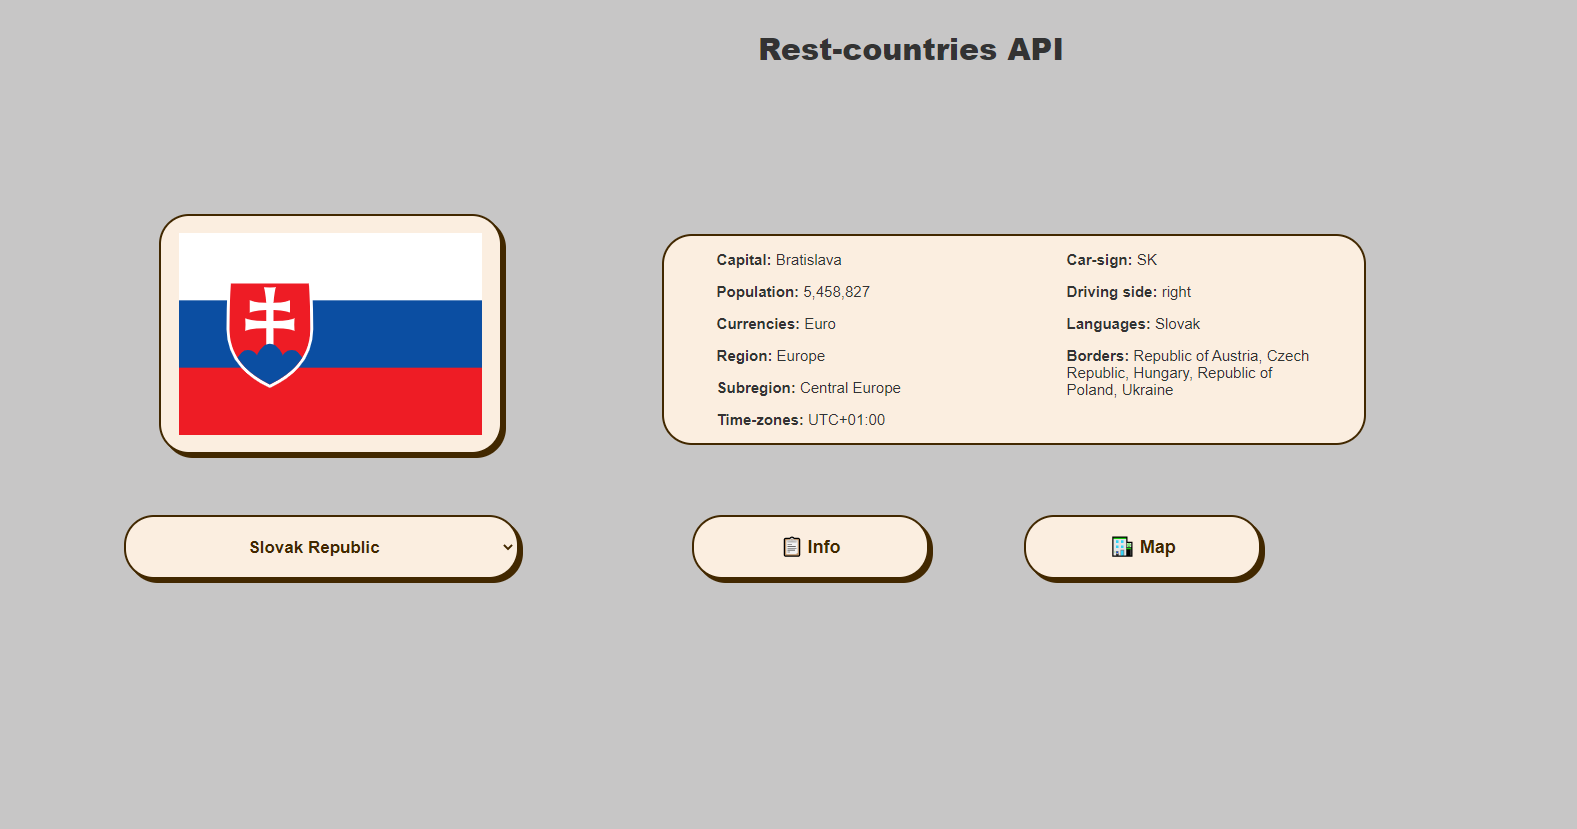 Rest-countries API
Capital: Bratislava
Population: 5,458,827
Currencies: Euro
Region: Europe
Subregion: Central Europe
Time-zones: UTC+01:00
Car-sign: SK
Driving side: right
Languages: Slovak
Borders: Republic of Austria, Czech
Republic, Hungary, Republic of
Poland, Ukraine
Slovak Republic
📋 Info
🏥 Map